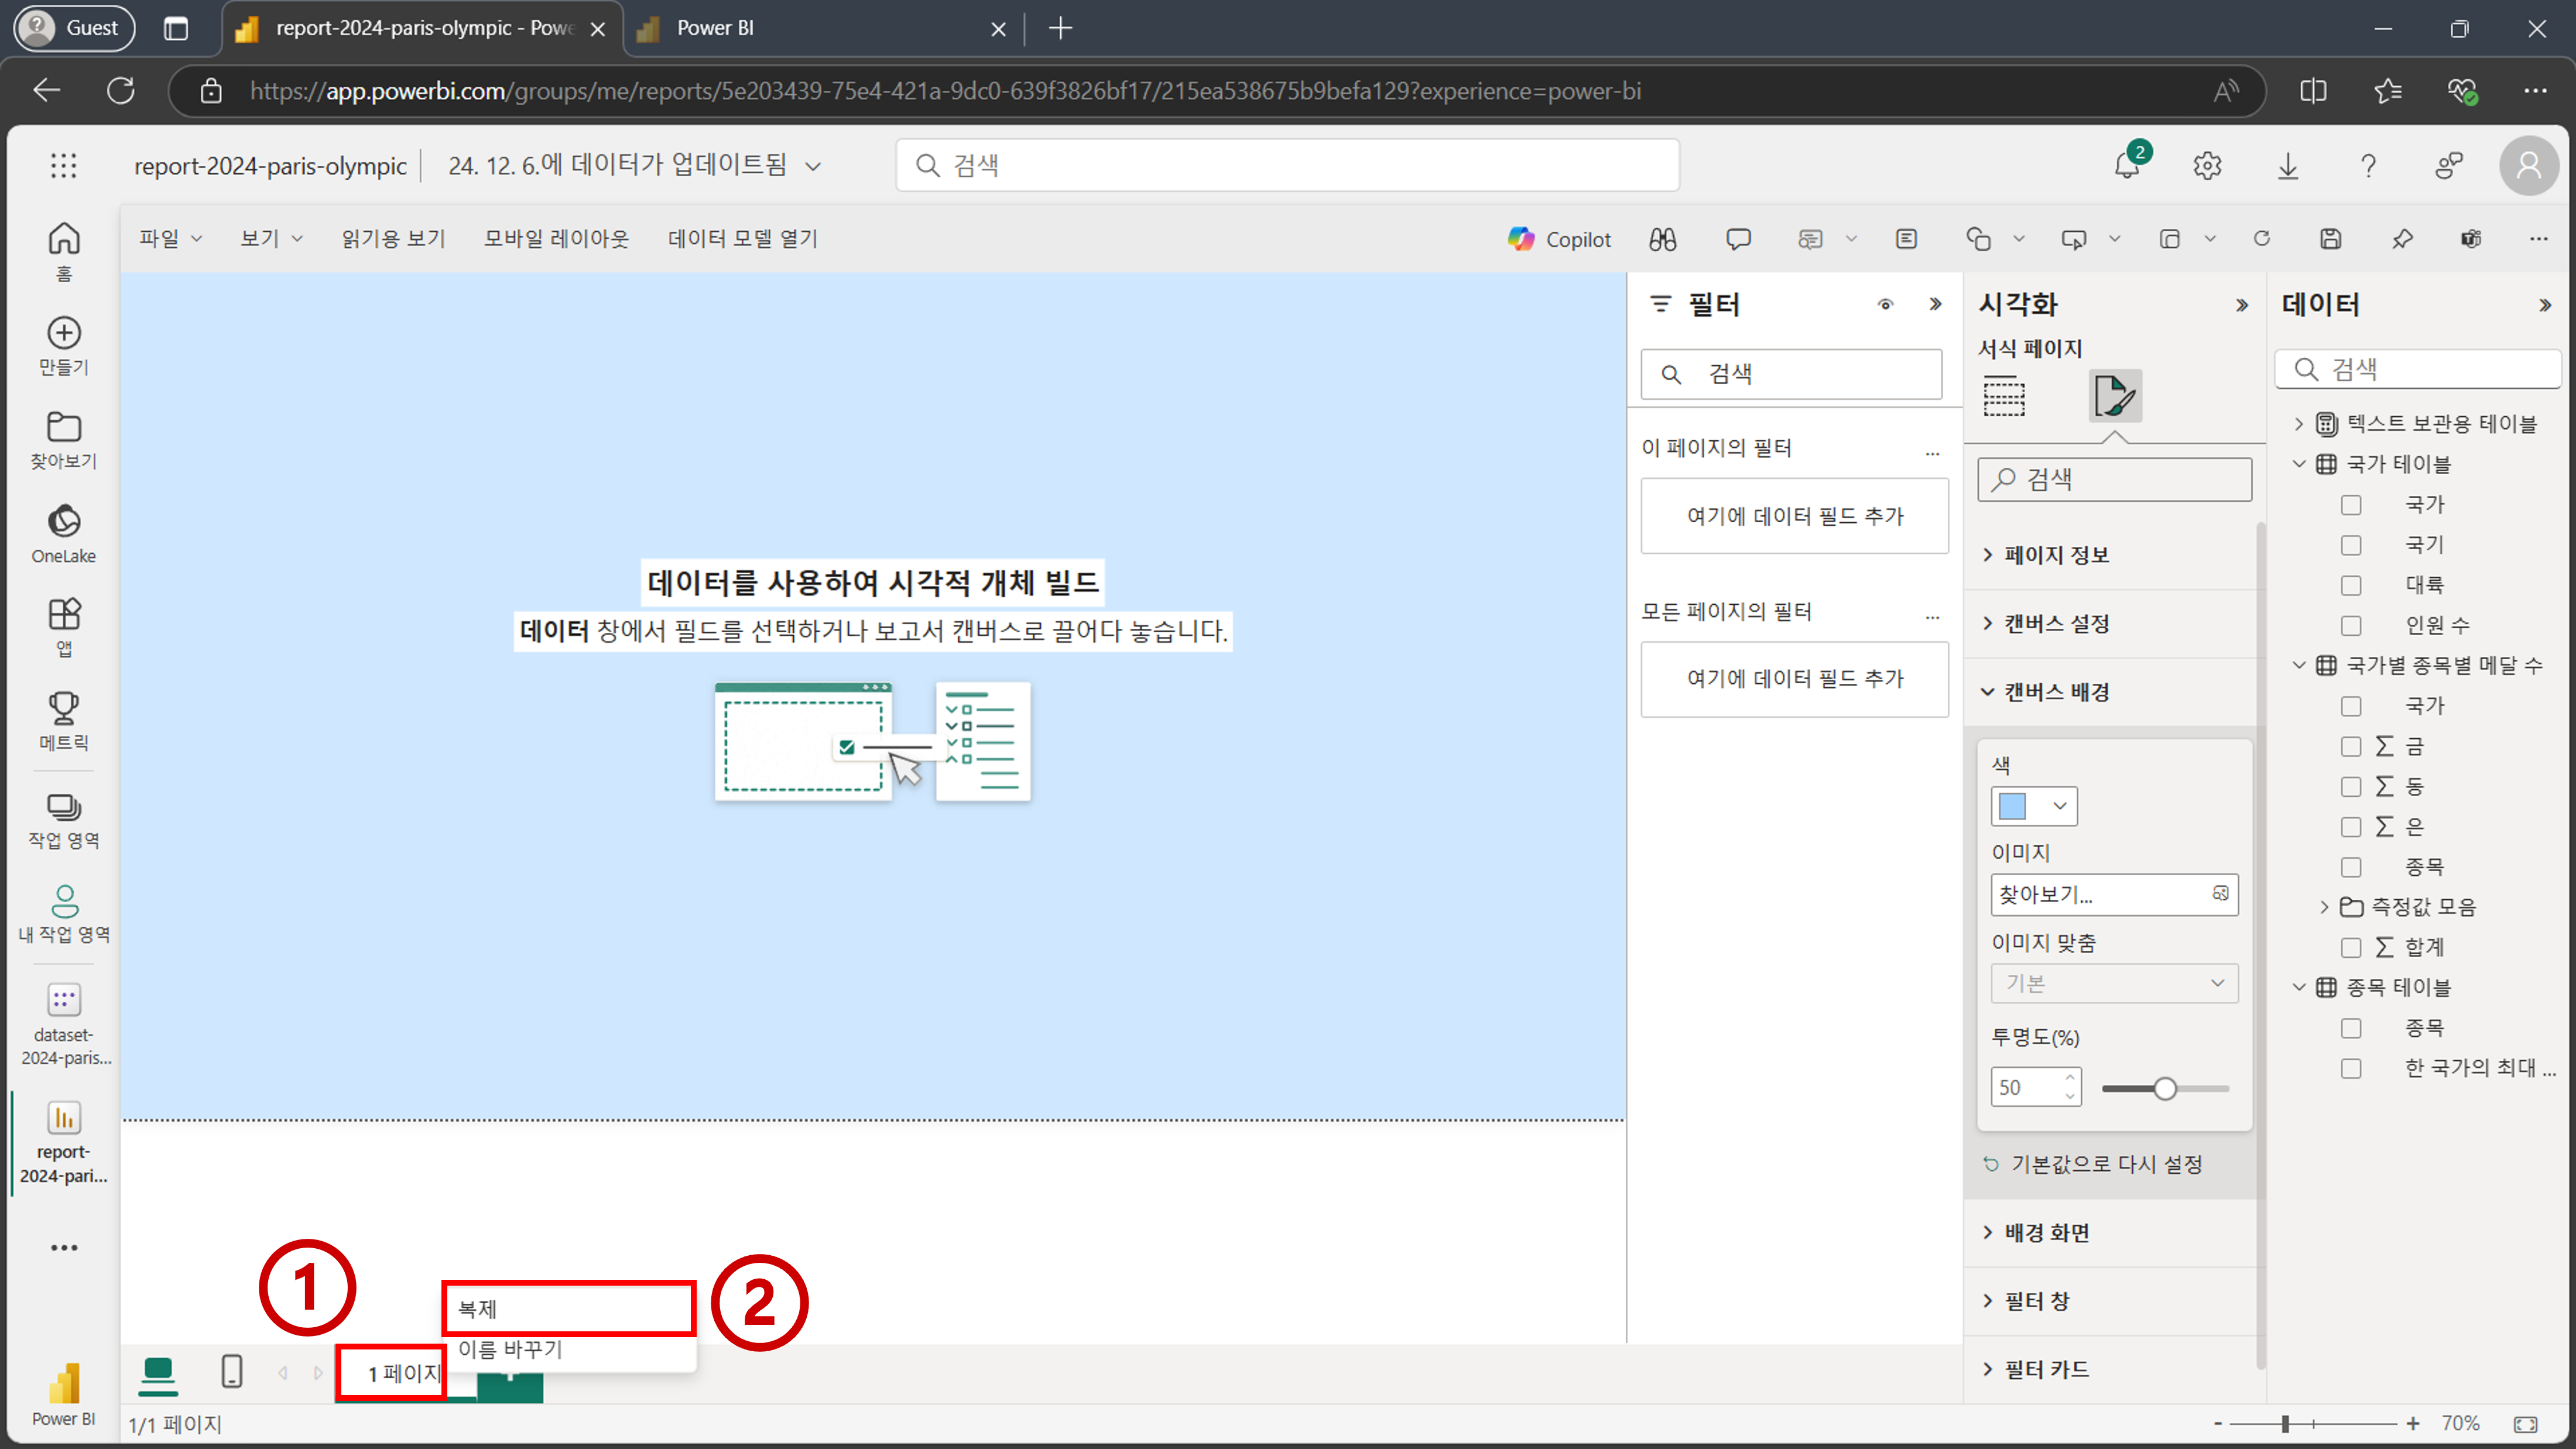 Guest
report-2024-paris-olympic - Powe
Power BI
https://app.powerbi.com/groups/me/reports/5e203439-75e4-421a-9dc0-639f3826bf17/215ea538675b9befa129?experience=power-bi
report-2024-paris-olympic
24. 12. 6.에 데이터가 업데이트됨
검색
2
파일
보기
읽기용 보기
모바일 레이아웃
데이터 모델 열기
Copilot
홈
만들기
찾아보기
OneLake
앱
메트릭
작업 영역
내 작업 영역
dataset-
2024-paris...
report-
2024-pari...
Power BI
데이터를 사용하여 시각적 개체 빌드
데이터 창에서 필드를 선택하거나 보고서 캔버스로 끌어다 놓습니다.
필터
검색
이 페이지의 필터
...
여기에 데이터 필드 추가
모든 페이지의 필터
...
여기에 데이터 필드 추가
시각화
서식 페이지
검색
페이지 정보
캔버스 설정
캔버스 배경
색
이미지
찾아보기...
이미지 맞춤
기본
투명도(%)
50
기본값으로 다시 설정
배경 화면
필터 창
필터 카드
데이터
검색
텍스트 보관용 테이블
국가 테이블
국가
국기
대륙
인원 수
국가별 종목별 메달 수
국가
∑ 금
∑ 동
∑ 은
종목
측정값 모음
∑ 합계
종목 테이블
종목
한 국가의 최대 ...
1
복제
2
이름 바꾸기
1 페이지
1/1 페이지
- + 70%